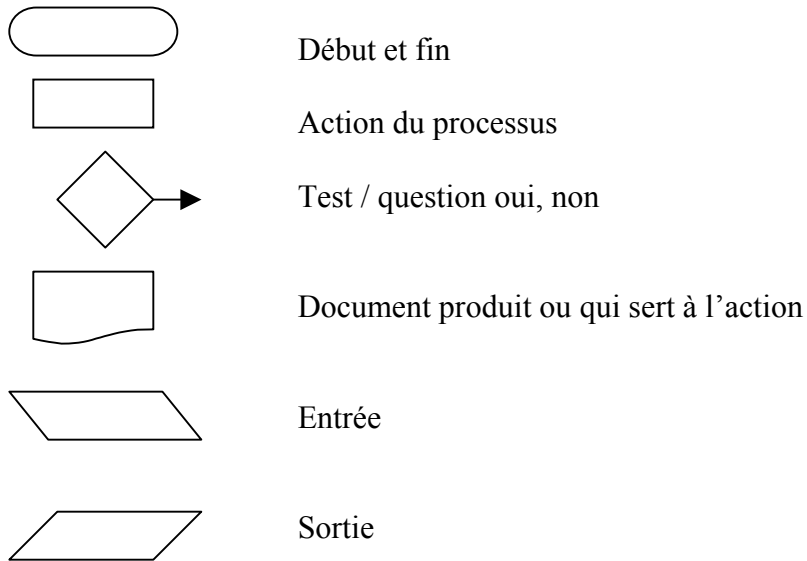 Début et fin
Action du processus
Test / question oui, non
Document produit ou qui sert à l’action
Entrée
Sortie